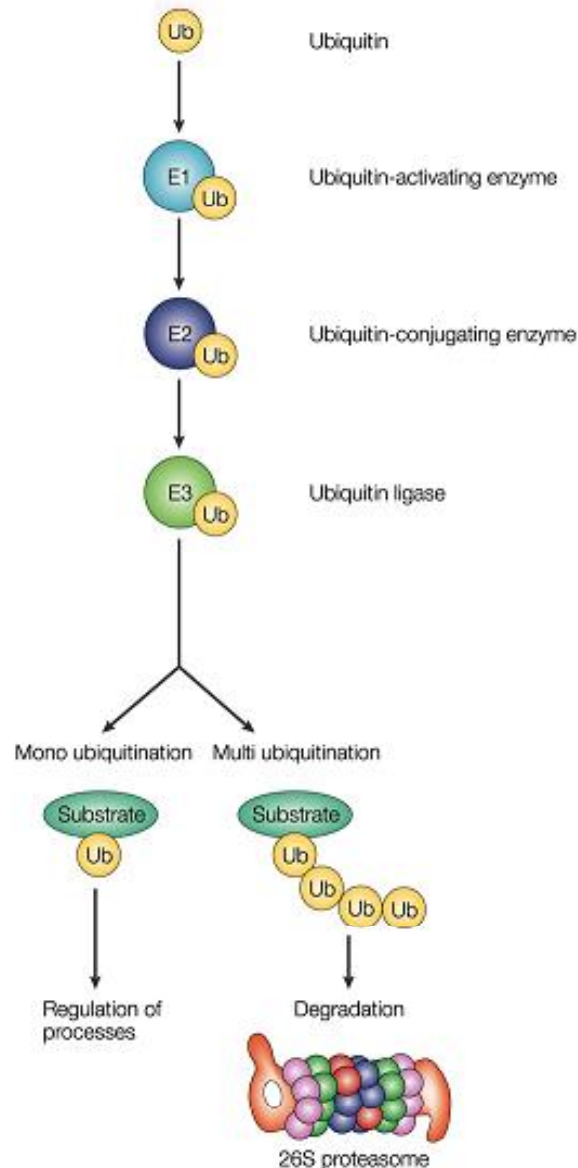 Ub
Ubiquitin
E1
Ub
Ubiquitin-activating enzyme
E2
Ub
Ubiquitin-conjugating enzyme
E3
Ub
Ubiquitin ligase
Mono ubiquitination
Multi ubiquitination
Substrate
Ub
Substrate
Ub
Ub
Ub
Ub
Regulation of
processes
Degradation
26S proteasome